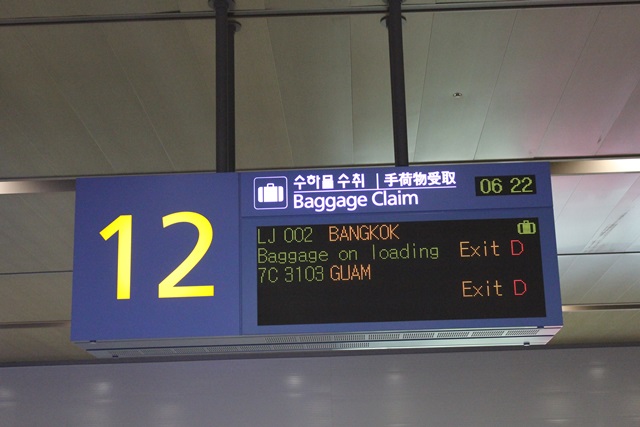 12
수하물 수취 | 手荷物受取
Baggage Claim
06 22
LJ 002 BANGKOK
Baggage on loading Exit D
7C 3103 GUAM
Exit D